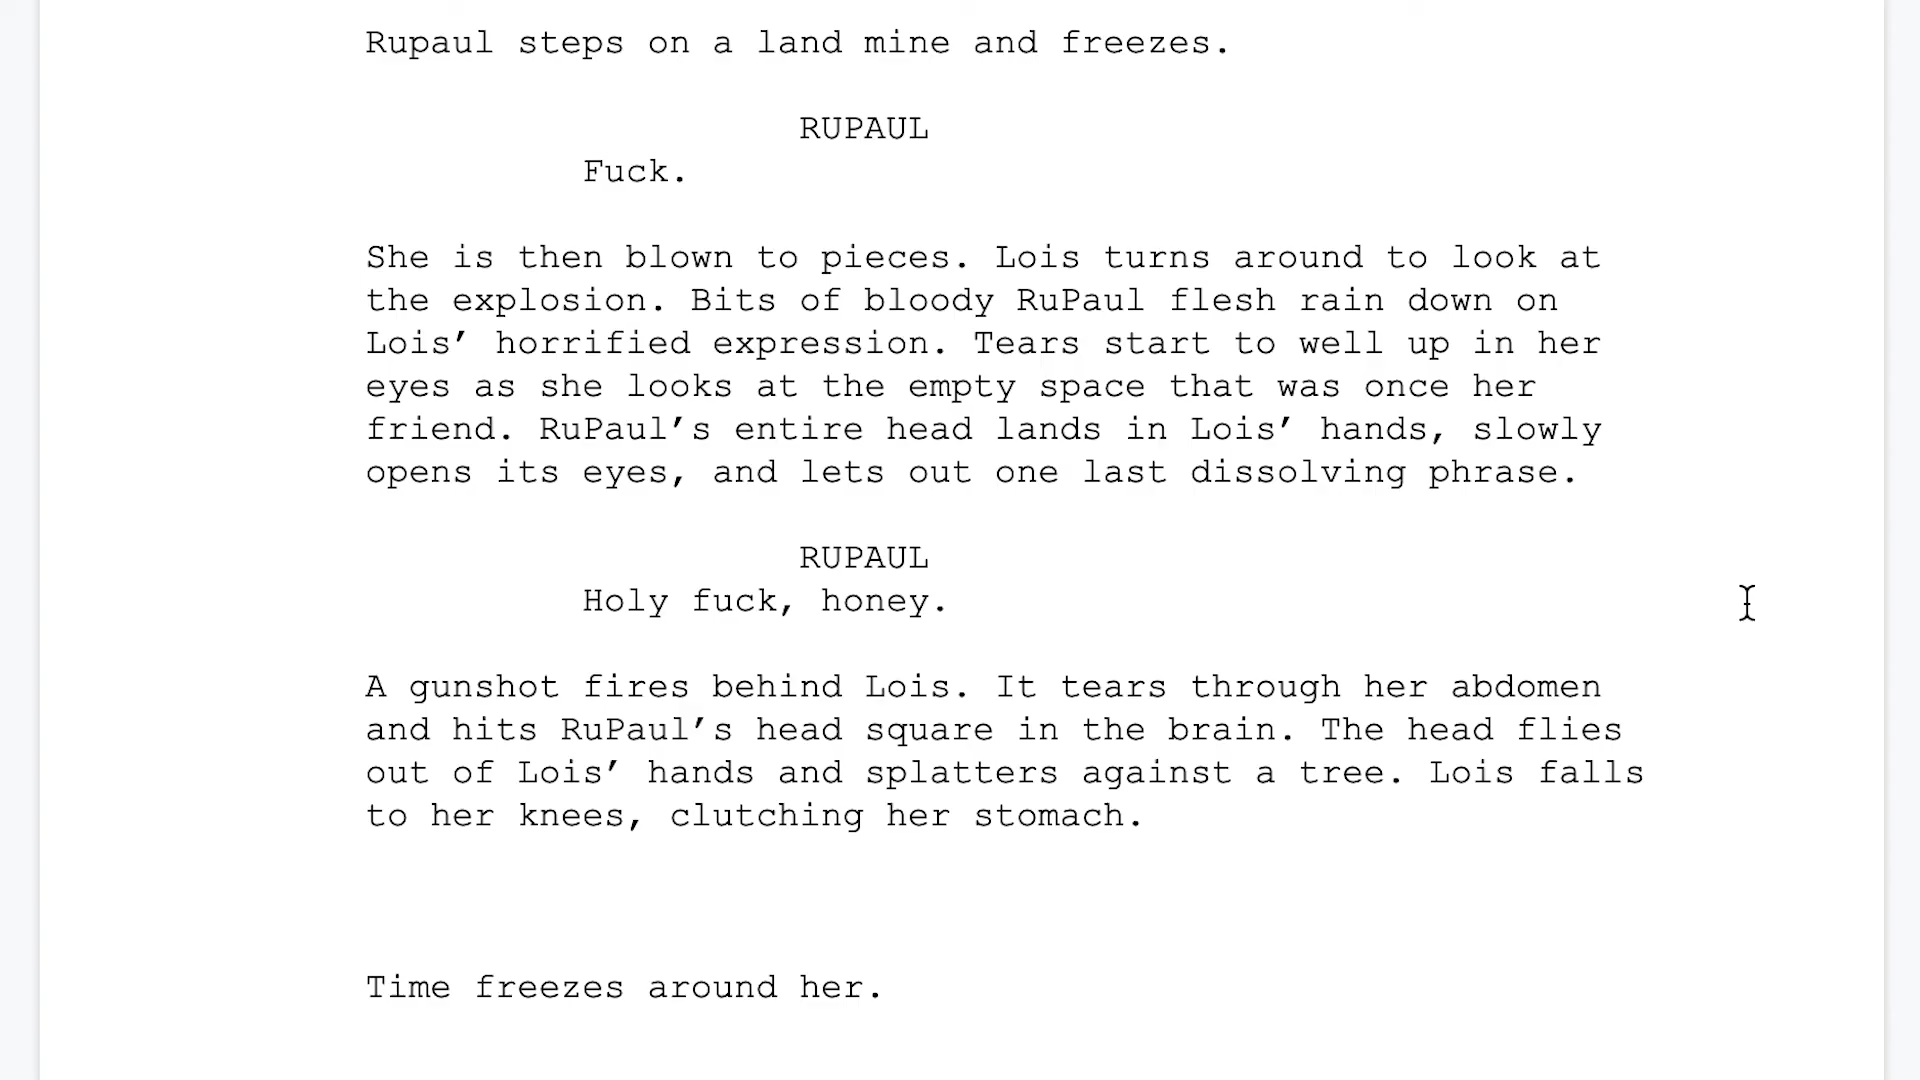 Rupaul steps on a land mine and freezes.
RUPAUL
Fuck.
She is then blown to pieces. Lois turns around to look at
the explosion. Bits of bloody RuPaul flesh rain down on
Lois’ horrified expression. Tears start to well up in her
eyes as she looks at the empty space that was once her
friend. RuPaul’s entire head lands in Lois’ hands, slowly
opens its eyes, and lets out one last dissolving phrase.
RUPAUL
Holy fuck, honey.
A gunshot fires behind Lois. It tears through her abdomen
and hits RuPaul’s head square in the brain. The head flies
out of Lois’ hands and splatters against a tree. Lois falls
to her knees, clutching her stomach.
Time freezes around her.